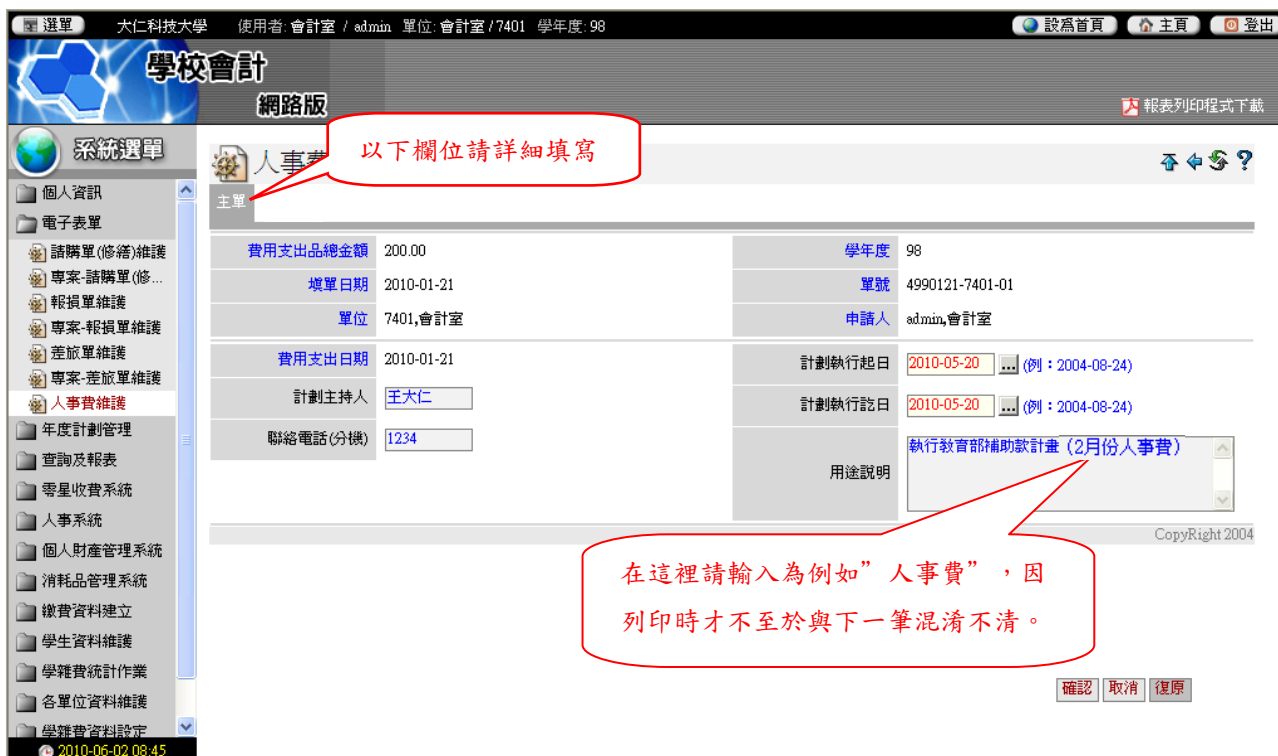 選單 大仁科技大學 使用者: 會計室 / admin 單位: 會計室 / 7401 學年度: 98 設為首頁 主頁 登出
學校會計
網路版
報表列印程式下載
系統選單
以下欄位請詳細填寫
人事費
主單
個人資訊
電子表單
請購單(修繕)維護
專案-請購單(修...
報損單維護
專案-報損單維護
差旅單維護
專案-差旅單維護
人事費維護
年度計劃管理
查詢及報表
零星收費系統
人事系統
個人財產管理系統
消耗品管理系統
繳費資料建立
學生資料維護
學雜費統計作業
各單位資料維護
學雜費資料設定
2010-06-02 08:45
費用支出品總金額 200.00 學年度 98
填單日期 2010-01-21 單號 4990121-7401-01
單位 7401,會計室 申請人 admin,會計室
費用支出日期 2010-01-21 計劃執行起日 2010-05-20 ... (例：2004-08-24)
計劃主持人 王大仁 計劃執行訖日 2010-05-20 ... (例：2004-08-24)
聯絡電話(分機) 1234 用途說明 執行教育部補助款計畫（2月份人事費）
CopyRight 2004
在這裡請輸入為例如”人事費”，因
列印時才不至於與下一筆混淆不清。
確認 取消 復原